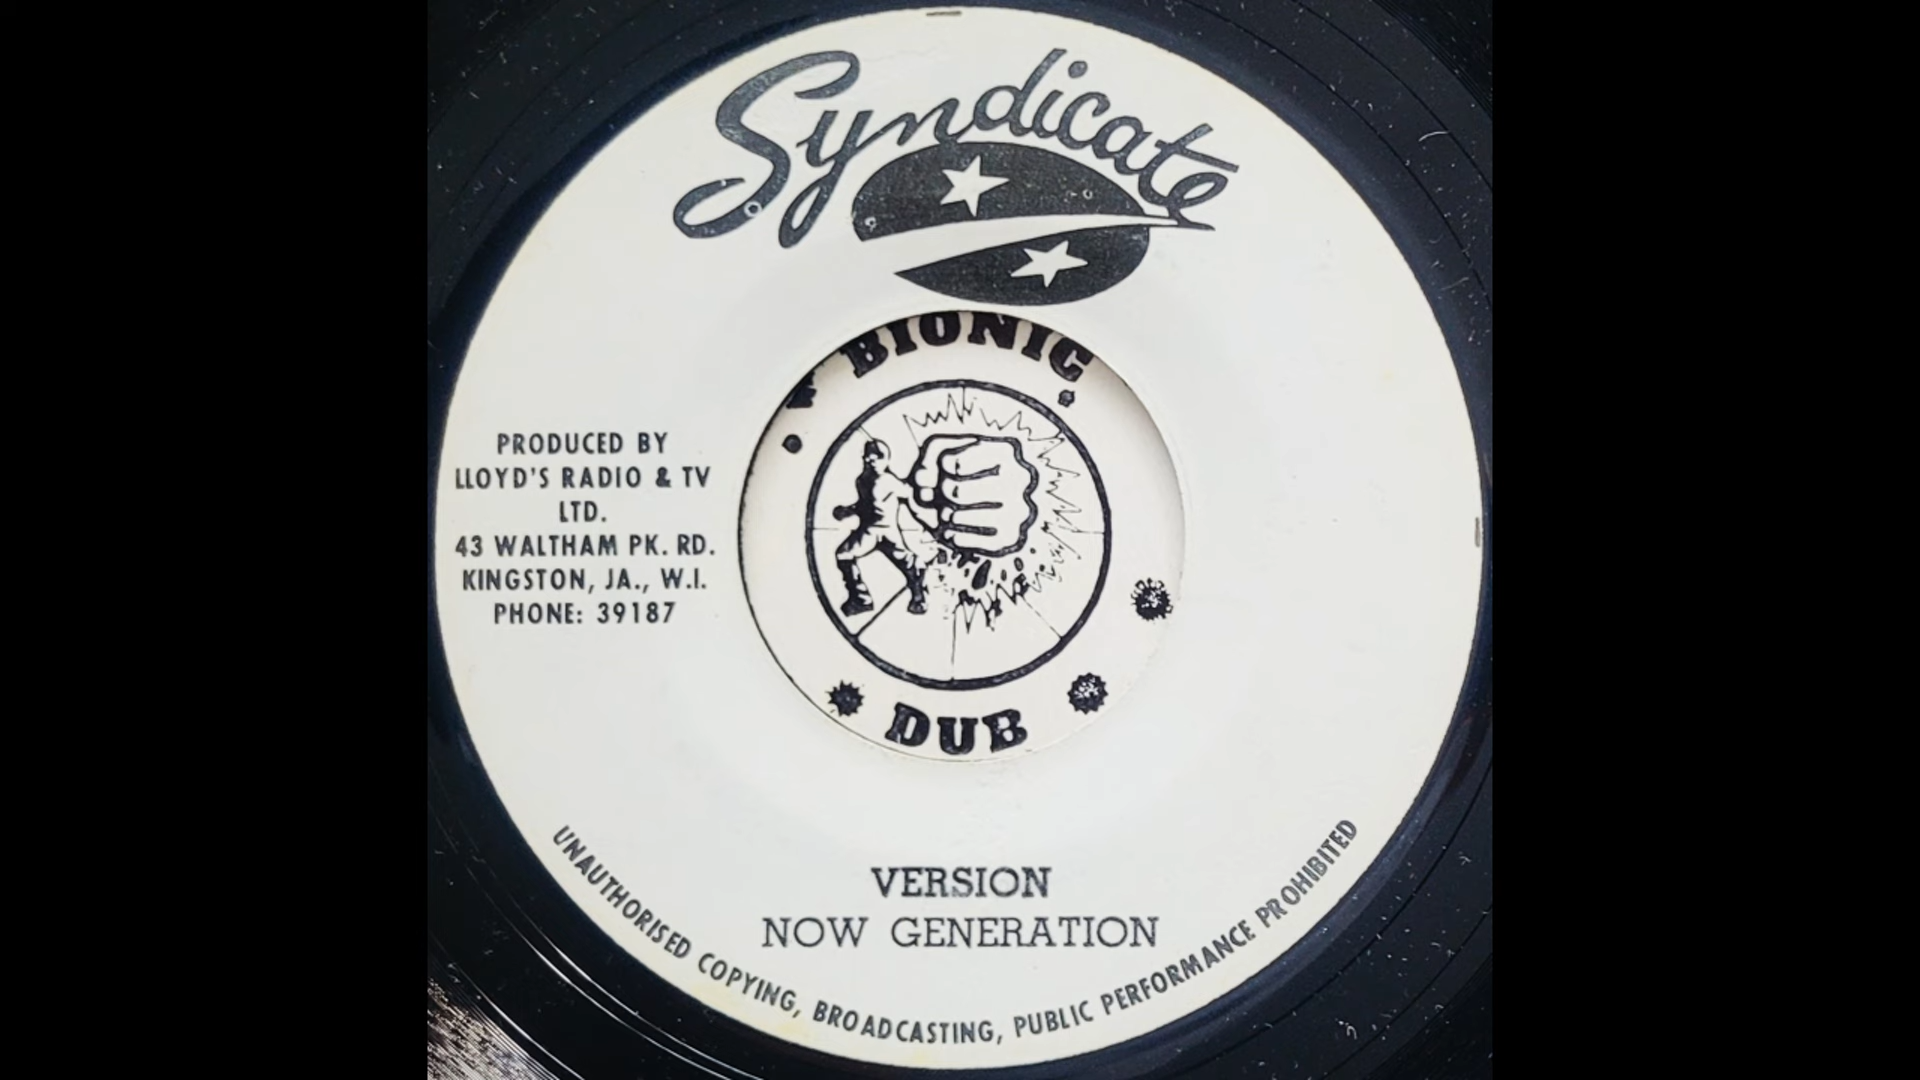 Syndicate
BIONIC
DUB
PRODUCED BY
LLOYD'S RADIO & TV
LTD.
43 WALTHAM PK. RD.
KINGSTON, JA., W.I.
PHONE: 39187
VERSION
NOW GENERATION
UNAUTHORISED COPYING, BROADCASTING, PUBLIC PERFORMANCE PROHIBITED